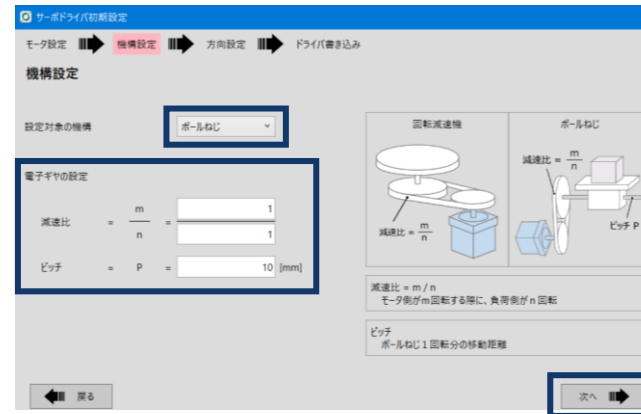 サーボドライバ初期設定
モータ設定 機構設定 方向設定 ドライバ書き込み
機構設定
設定対象の機構 ボールねじ
電子ギヤの設定
減速比 = m / n = 1 / 1
ピッチ = P = 10 [mm]
回転減速機 ボールねじ
減速比 = m / n
減速比 = m / n
ピッチ P
減速比 = m / n
モータ側がm回転する際に、負荷側がn回転
ピッチ
ボールねじ1回転分の移動距離
戻る 次へ